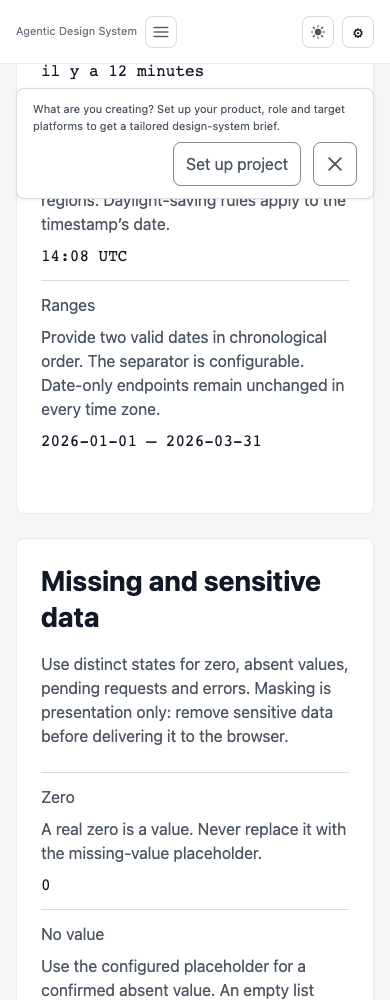 Agentic Design System
il y a 12 minutes
What are you creating? Set up your product, role and target
platforms to get a tailored design-system brief.
Set up project
regions. Daylight-saving rules apply to the
timestamp’s date.
14:08 UTC
Ranges
Provide two valid dates in chronological
order. The separator is configurable.
Date-only endpoints remain unchanged in
every time zone.
2026-01-01 — 2026-03-31
Missing and sensitive
data
Use distinct states for zero, absent values,
pending requests and errors. Masking is
presentation only: remove sensitive data
before delivering it to the browser.
Zero
A real zero is a value. Never replace it with
the missing-value placeholder.
0
No value
Use the configured placeholder for a
confirmed absent value. An empty list